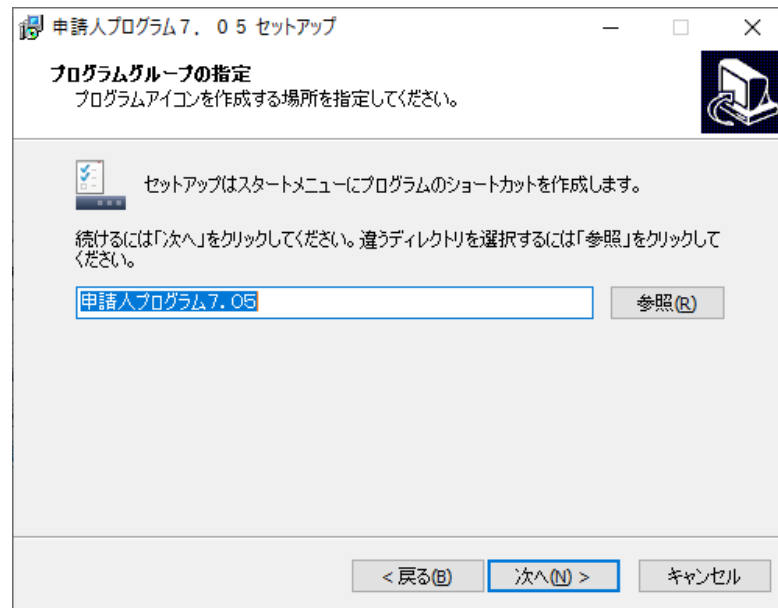 申請人プログラム７．０５ セットアップ
プログラムグループの指定
プログラムアイコンを作成する場所を指定してください。
セットアップはスタートメニューにプログラムのショートカットを作成します。
続けるには「次へ」をクリックしてください。違うディレクトリを選択するには「参照」をクリックして
ください。
申請人プログラム７．０５
参照(R)
< 戻る(B)
次へ(N) >
キャンセル